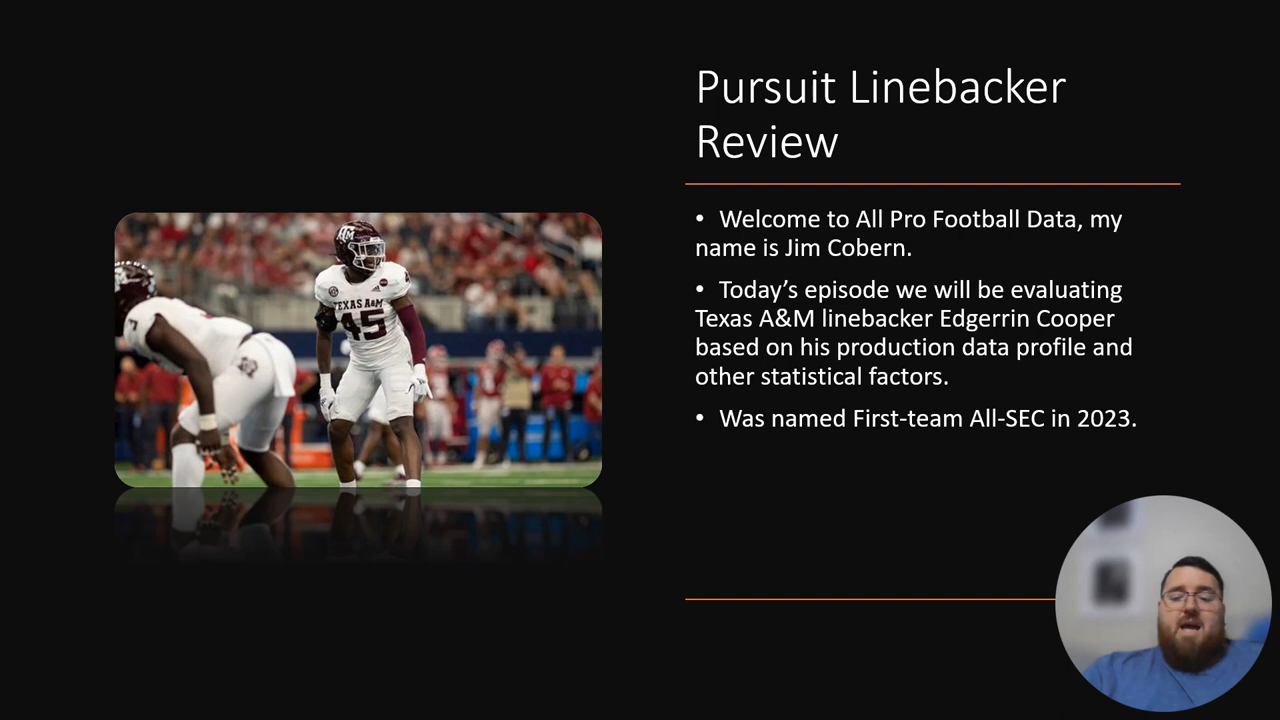 Pursuit Linebacker
Review
• Welcome to All Pro Football Data, my
name is Jim Cobern.
• Today’s episode we will be evaluating
Texas A&M linebacker Edgerrin Cooper
based on his production data profile and
other statistical factors.
• Was named First-team All-SEC in 2023.
ATM
TEXAS A&M
45